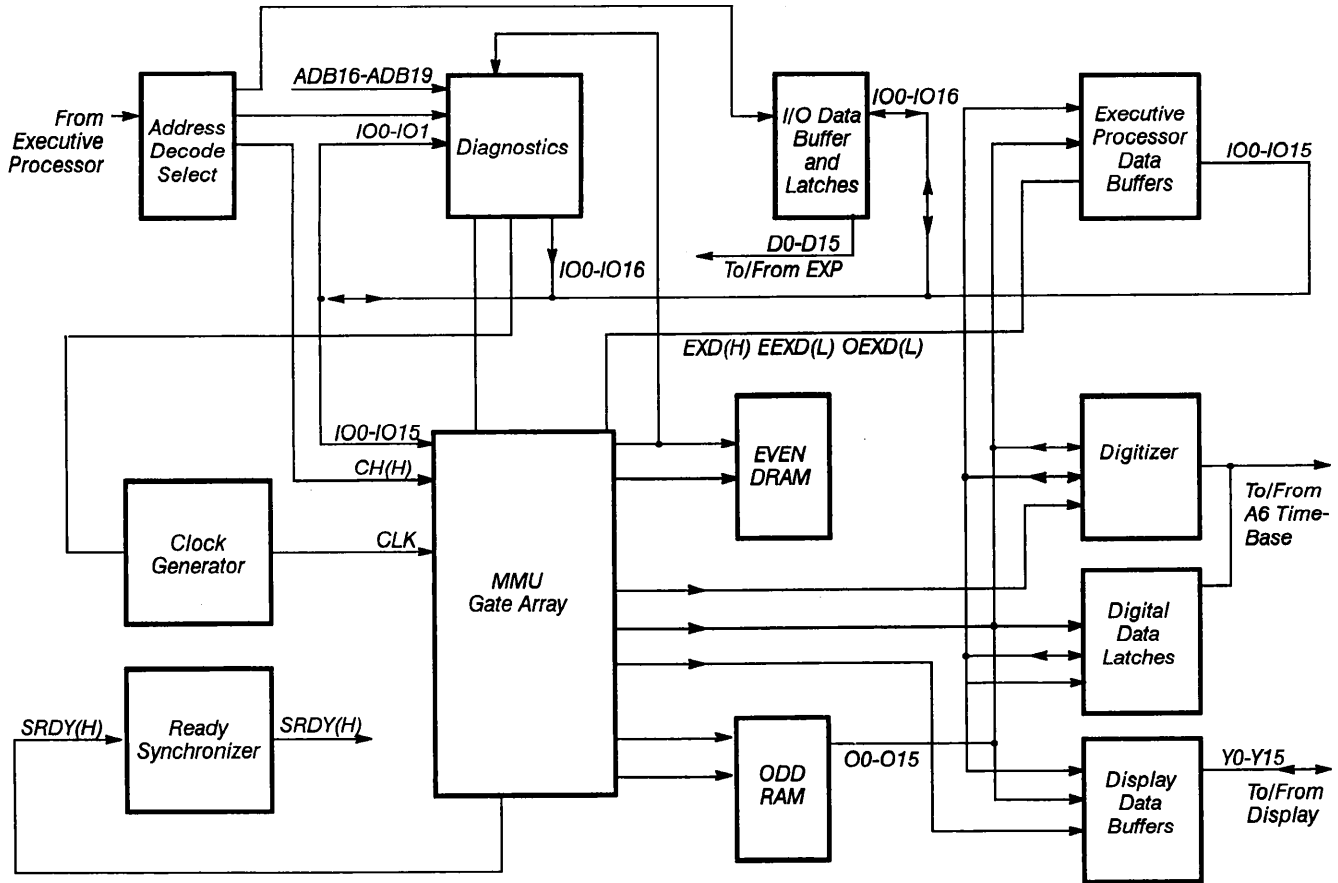 From
Executive
Processor
Address
Decode
Select
ADB16-ADB19
IO0-IO1
Diagnostics
IO0-IO16
I/O Data
Buffer
and
Latches
IO0-IO16
D0-D15
To/From EXP
Executive
Processor
Data
Buffers
IO0-IO15
EXD(H) EEXD(L) OEXD(L)
IO0-IO15
CH(H)
CLK
Clock
Generator
MMU
Gate Array
EVEN
DRAM
Digitizer
To/From
A6 Time-
Base
Digital
Data
Latches
SRDY(H)
Ready
Synchronizer
SRDY(H)
ODD
RAM
O0-O15
Display
Data
Buffers
Y0-Y15
To/From
Display